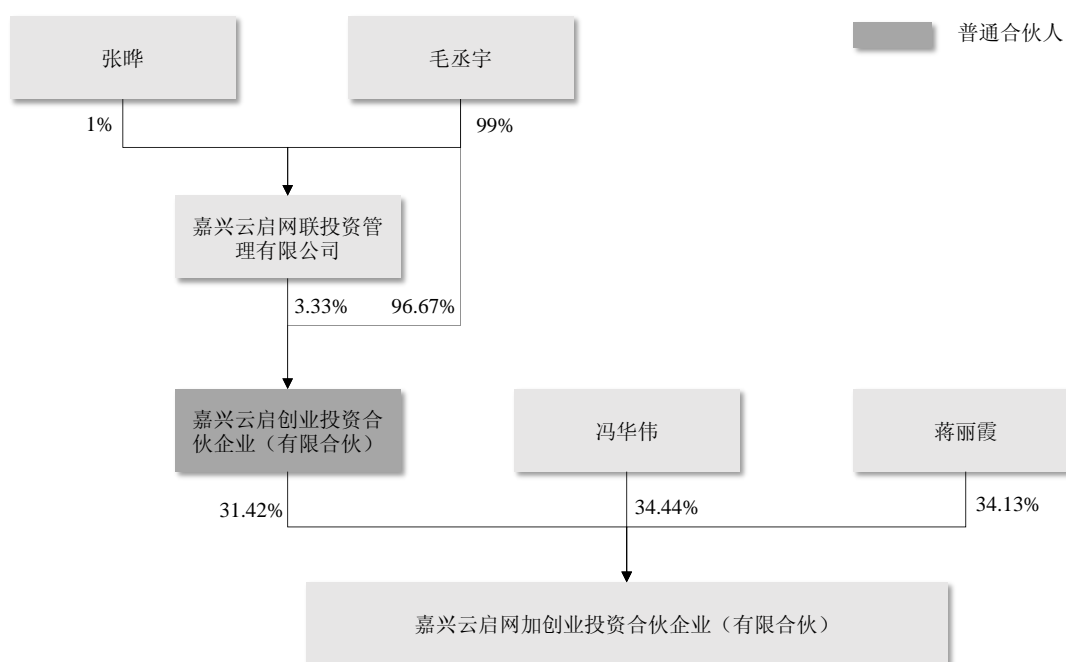 普通合伙人
张晔
毛丞宇
1%
99%
嘉兴云启网联投资管
理有限公司
3.33%
96.67%
嘉兴云启创业投资合
伙企业（有限合伙）
冯华伟
蒋丽霞
31.42%
34.44%
34.13%
嘉兴云启网加创业投资合伙企业（有限合伙）